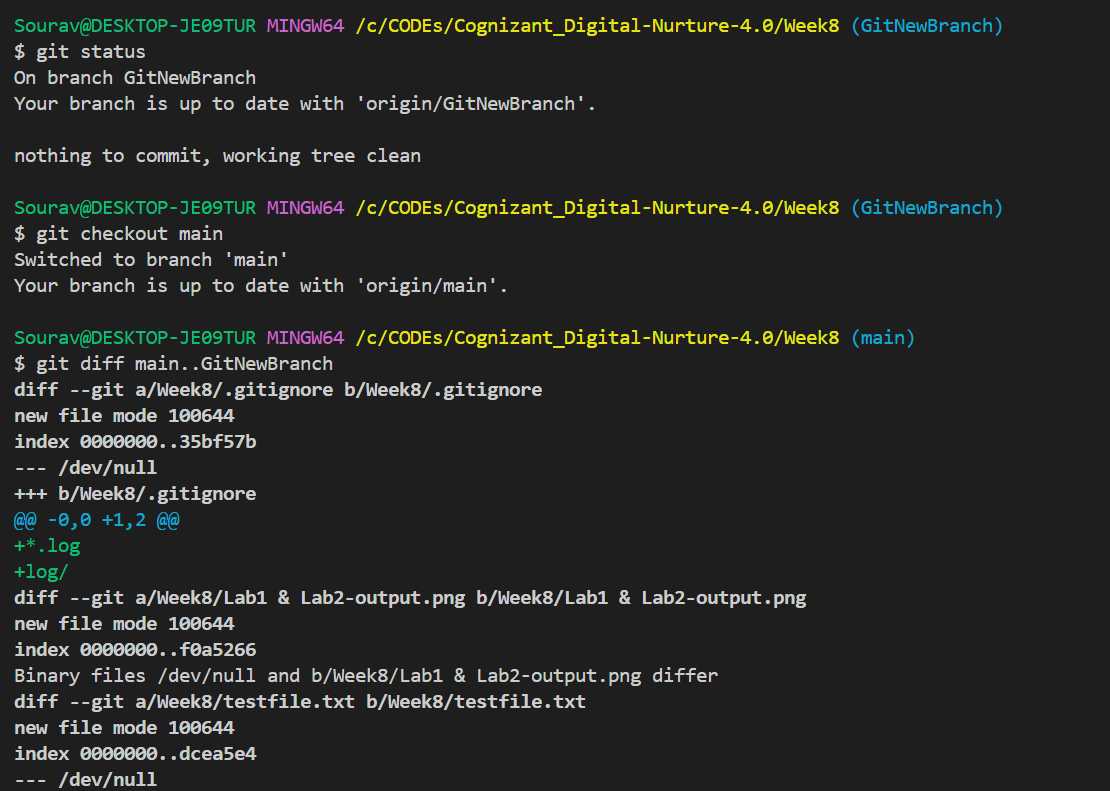 Sourav@DESKTOP-JE09TUR MINGW64 /c/CODEs/Cognizant_Digital-Nurture-4.0/Week8 (GitNewBranch)
$ git status
On branch GitNewBranch
Your branch is up to date with 'origin/GitNewBranch'.
nothing to commit, working tree clean
Sourav@DESKTOP-JE09TUR MINGW64 /c/CODEs/Cognizant_Digital-Nurture-4.0/Week8 (GitNewBranch)
$ git checkout main
Switched to branch 'main'
Your branch is up to date with 'origin/main'.
Sourav@DESKTOP-JE09TUR MINGW64 /c/CODEs/Cognizant_Digital-Nurture-4.0/Week8 (main)
$ git diff main..GitNewBranch
diff --git a/Week8/.gitignore b/Week8/.gitignore
new file mode 100644
index 0000000..35bf57b
--- /dev/null
+++ b/Week8/.gitignore
@@ -0,0 +1,2 @@
+*.log
+log/
diff --git a/Week8/Lab1 & Lab2-output.png b/Week8/Lab1 & Lab2-output.png
new file mode 100644
index 0000000..f0a5266
Binary files /dev/null and b/Week8/Lab1 & Lab2-output.png differ
diff --git a/Week8/testfile.txt b/Week8/testfile.txt
new file mode 100644
index 0000000..dcea5e4
--- /dev/null